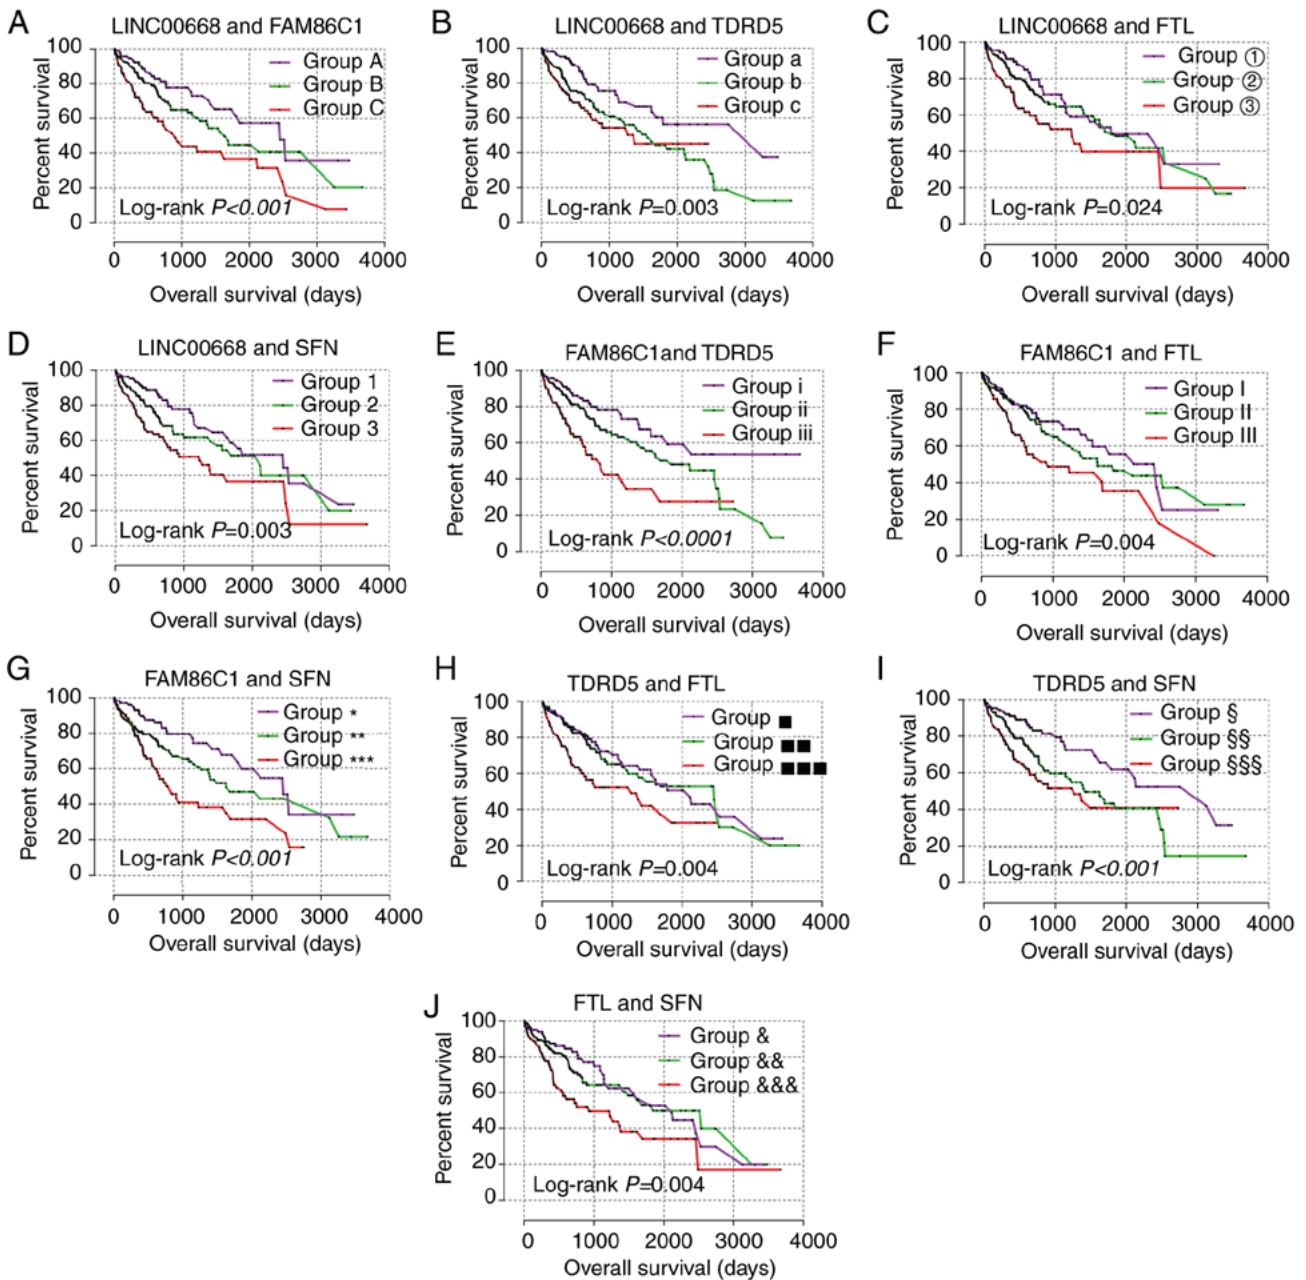 A
LINC00668 and FAM86C1
Percent survival
100
80
60
40
20
0
Group A
Group B
Group C
Log-rank P<0.001
0 1000 2000 3000 4000
Overall survival (days)
B
LINC00668 and TDRD5
Percent survival
100
80
60
40
20
0
Group a
Group b
Group c
Log-rank P=0.003
0 1000 2000 3000 4000
Overall survival (days)
C
LINC00668 and FTL
Percent survival
100
80
60
40
20
0
Group ①
Group ②
Group ③
Log-rank P=0.024
0 1000 2000 3000 4000
Overall survival (days)
D
LINC00668 and SFN
Percent survival
100
80
60
40
20
0
Group 1
Group 2
Group 3
Log-rank P=0.003
0 1000 2000 3000 4000
Overall survival (days)
E
FAM86C1and TDRD5
Percent survival
100
80
60
40
20
0
Group i
Group ii
Group iii
Log-rank P<0.0001
0 1000 2000 3000 4000
Overall survival (days)
F
FAM86C1 and FTL
Percent survival
100
80
60
40
20
0
Group I
Group II
Group III
Log-rank P=0.004
0 1000 2000 3000 4000
Overall survival (days)
G
FAM86C1 and SFN
Percent survival
100
80
60
40
20
0
Group *
Group **
Group ***
Log-rank P<0.001
0 1000 2000 3000 4000
Overall survival (days)
H
TDRD5 and FTL
Percent survival
100
80
60
40
20
0
Group ■
Group ■■
Group ■■■
Log-rank P=0.004
0 1000 2000 3000 4000
Overall survival (days)
I
TDRD5 and SFN
Percent survival
100
80
60
40
20
0
Group §
Group §§
Group §§§
Log-rank P<0.001
0 1000 2000 3000 4000
Overall survival (days)
J
FTL and SFN
Percent survival
100
80
60
40
20
0
Group &
Group &&
Group &&&
Log-rank P=0.004
0 1000 2000 3000 4000
Overall survival (days)